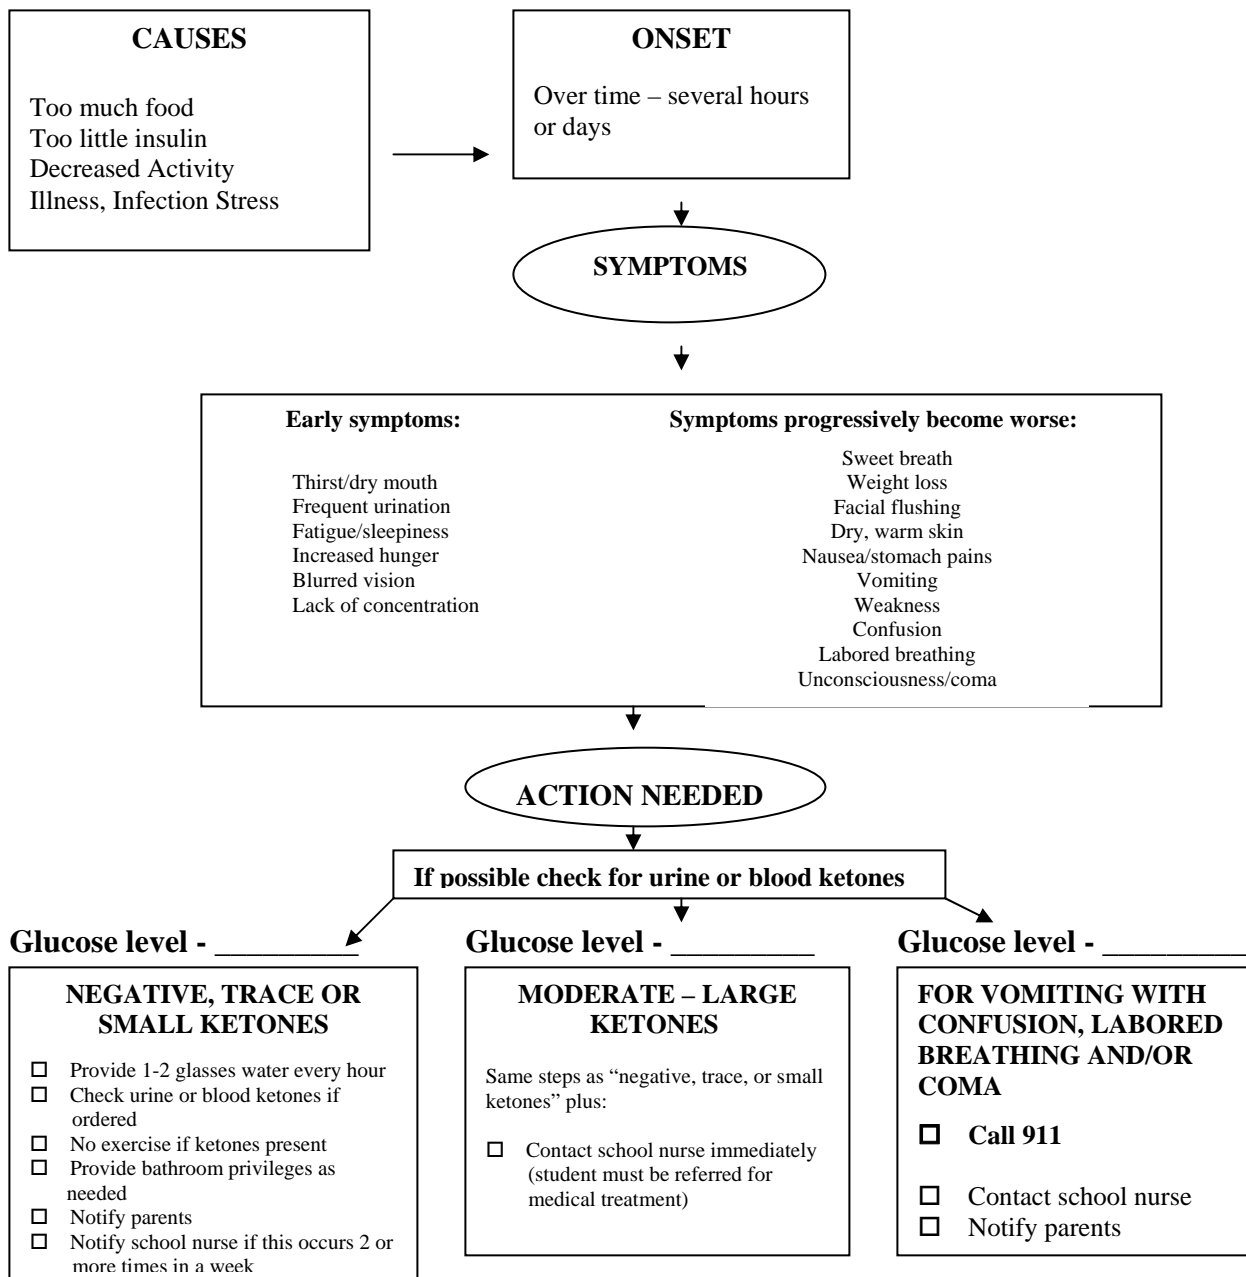 CAUSES
Too much food
Too little insulin
Decreased Activity
Illness, Infection Stress
ONSET
Over time – several hours
or days
SYMPTOMS
Early symptoms:
Thirst/dry mouth
Frequent urination
Fatigue/sleepiness
Increased hunger
Blurred vision
Lack of concentration
Symptoms progressively become worse:
Sweet breath
Weight loss
Facial flushing
Dry, warm skin
Nausea/stomach pains
Vomiting
Weakness
Confusion
Labored breathing
Unconsciousness/coma
ACTION NEEDED
If possible check for urine or blood ketones
Glucose level - _________
NEGATIVE, TRACE OR
SMALL KETONES
☐ Provide 1-2 glasses water every hour
☐ Check urine or blood ketones if
ordered
☐ No exercise if ketones present
☐ Provide bathroom privileges as
needed
☐ Notify parents
☐ Notify school nurse if this occurs 2 or
more times in a week
Glucose level - _________
MODERATE – LARGE
KETONES
Same steps as “negative, trace, or small
ketones” plus:
☐ Contact school nurse immediately
(student must be referred for
medical treatment)
Glucose level - _________
FOR VOMITING WITH
CONFUSION, LABORED
BREATHING AND/OR
COMA
☐ Call 911
☐ Contact school nurse
☐ Notify parents